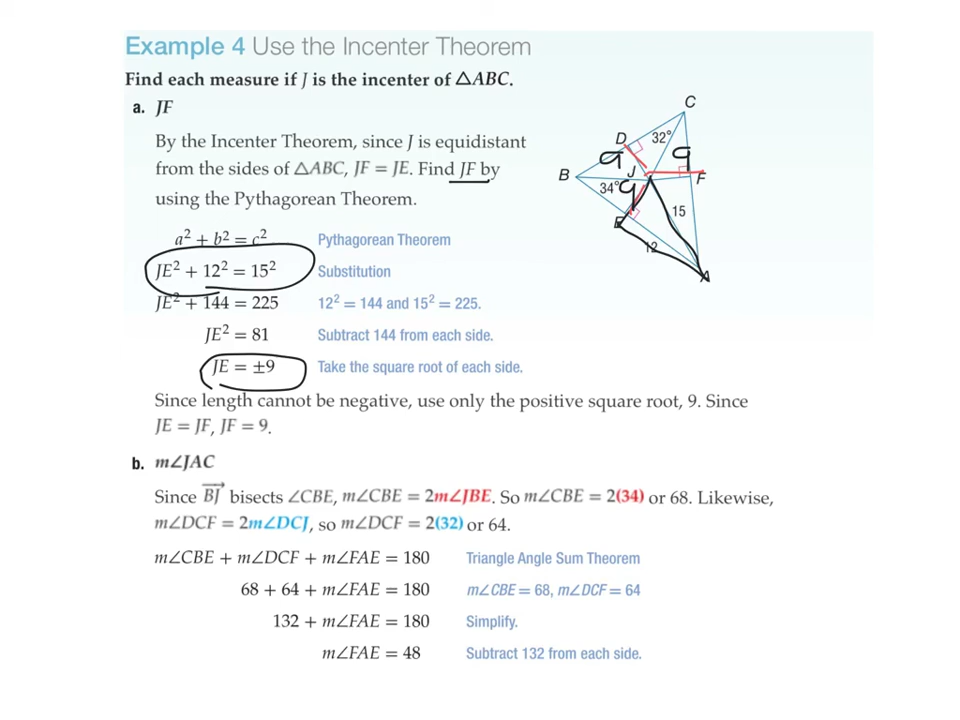 Example 4 Use the Incenter Theorem
Find each measure if J is the incenter of △ABC.
a. JF
By the Incenter Theorem, since J is equidistant
from the sides of △ABC, JF = JE. Find JF by
using the Pythagorean Theorem.
a² + b² = c² Pythagorean Theorem
JE² + 12² = 15² Substitution
JE² + 144 = 225 12² = 144 and 15² = 225.
JE² = 81 Subtract 144 from each side.
JE = ±9 Take the square root of each side.
Since length cannot be negative, use only the positive square root, 9. Since
JE = JF, JF = 9.
C
D 32° 9
9
B J F
34° 9
15
E
12
A
b. m∠JAC
Since BJ→ bisects ∠CBE, m∠CBE = 2m∠JBE. So m∠CBE = 2(34) or 68. Likewise,
m∠DCF = 2m∠DCJ, so m∠DCF = 2(32) or 64.
m∠CBE + m∠DCF + m∠FAE = 180 Triangle Angle Sum Theorem
68 + 64 + m∠FAE = 180 m∠CBE = 68, m∠DCF = 64
132 + m∠FAE = 180 Simplify.
m∠FAE = 48 Subtract 132 from each side.